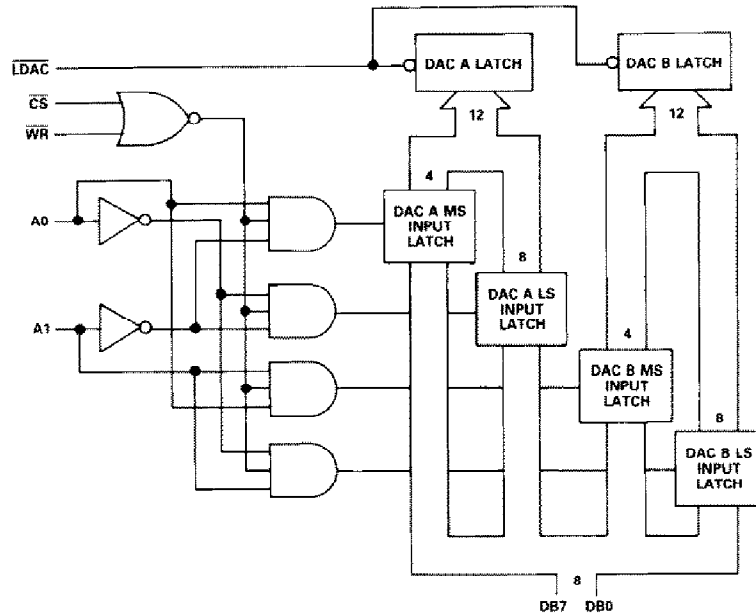 LDAC
DAC A LATCH
DAC B LATCH
CS
WR
12
12
4
A0
DAC A MS
INPUT
LATCH
8
A1
DAC A LS
INPUT
LATCH
4
DAC B MS
INPUT
LATCH
8
DAC B LS
INPUT
LATCH
8
DB7 DB0